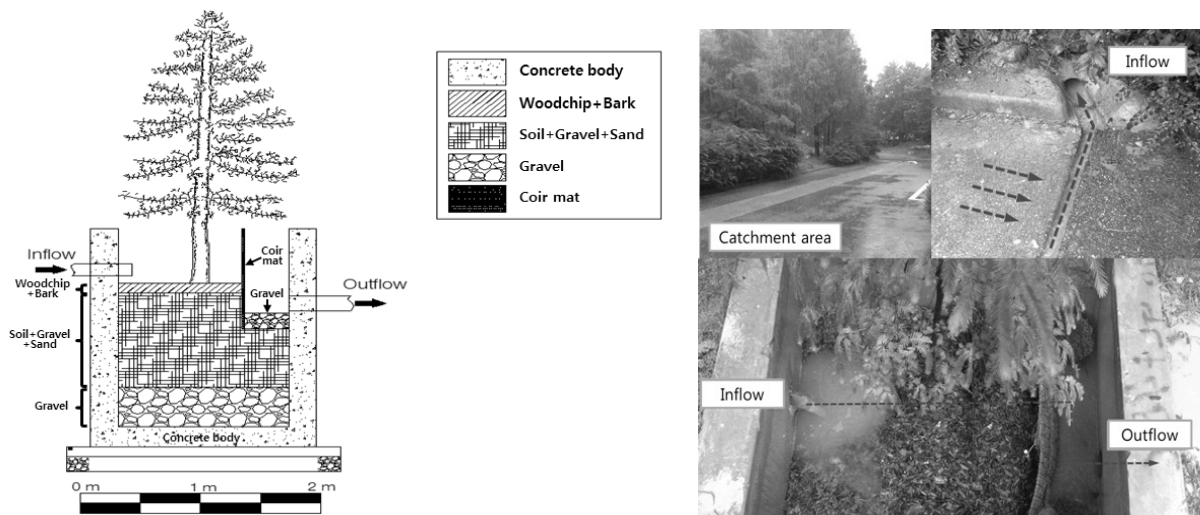 Concrete body
Woodchip+Bark
Soil+Gravel+Sand
Gravel
Coir mat
Inflow
Coir
mat
Woodchip
+Bark
Gravel
Outflow
Soil+Gravel
+Sand
Gravel
Concrete body
0 m 1 m 2 m
Inflow
Catchment area
Inflow
Outflow